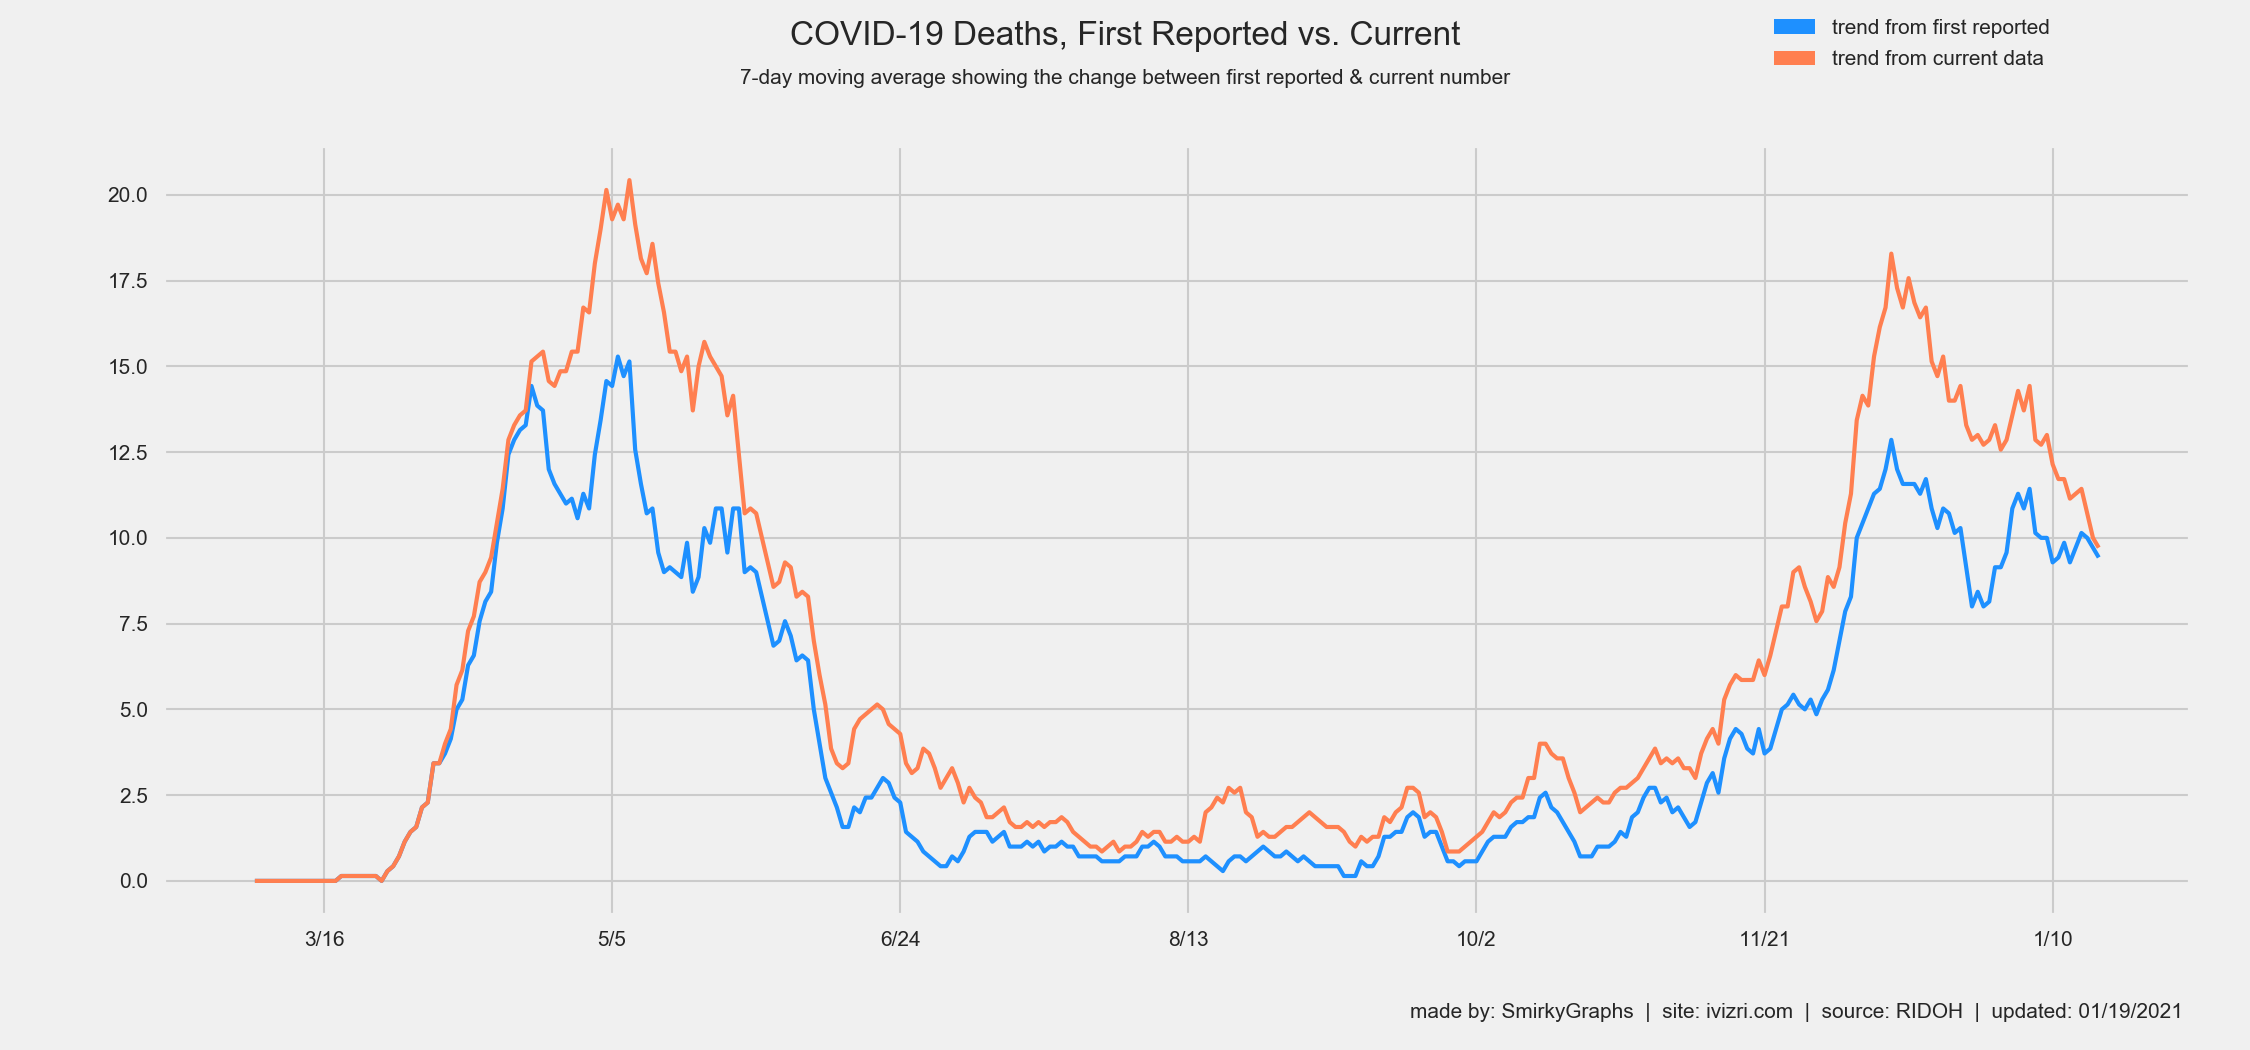 COVID-19 Deaths, First Reported vs. Current
7-day moving average showing the change between first reported & current number
trend from first reported
trend from current data
20.0
17.5
15.0
12.5
10.0
7.5
5.0
2.5
0.0
3/16 5/5 6/24 8/13 10/2 11/21 1/10
made by: SmirkyGraphs | site: ivizri.com | source: RIDOH | updated: 01/19/2021